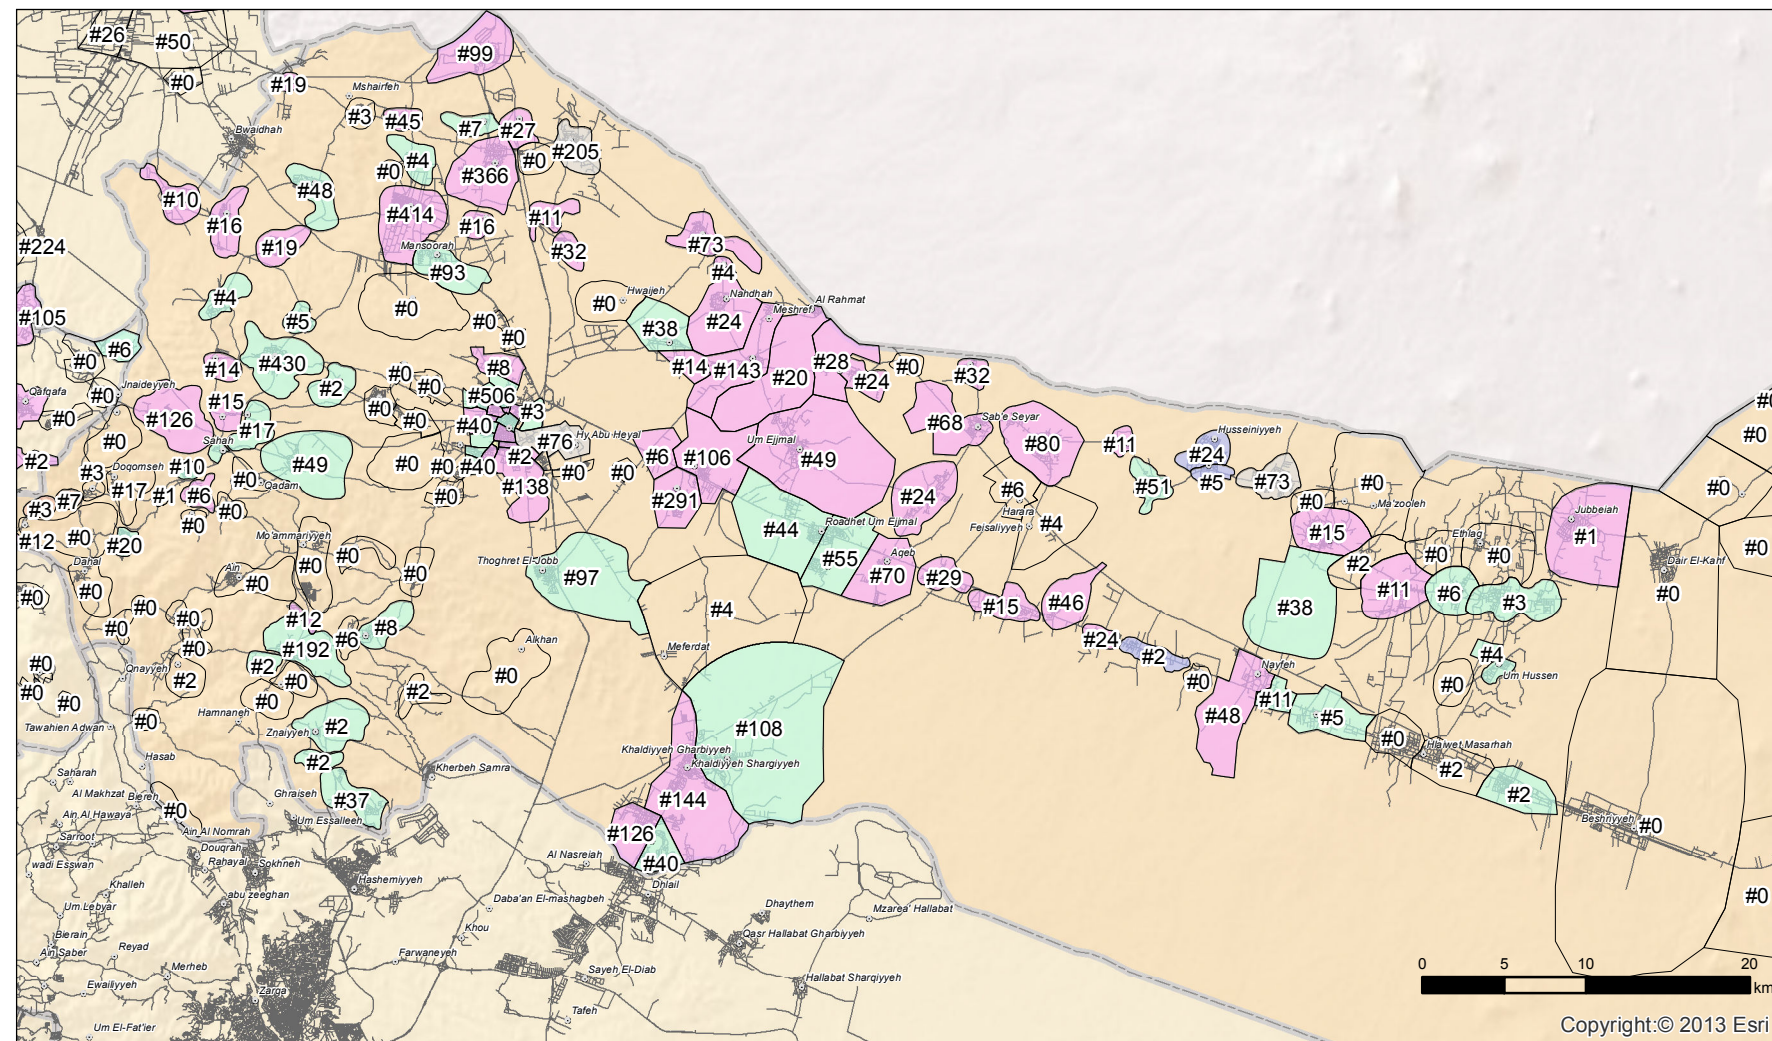 #26
#50
#99
#0
#19
Mshairfeh
#3
#45
#7
#27
Bwaidhah
#205
#0
#4
#0
#366
#48
#10
#414
#16
#16
#11
#224
#19
Mansoorah
#32
#73
#93
#4
#4
Nandhah
Hwaijeh
#0
Al Rahmat
Meshref
#0
#105
#5
#0
#24
#38
#0
#6
#0
#430
#14
#8
#14
#143
#28
#0
#20
#24
#32
#0
#0
#2
Jnaideyyeh
#0
Qafqafa
#506
#0
#0
#126
#15
#0
#3
#68
Sab'e Seyar
#0
#17
#40
Sahah
#0
#76
Hy Abu Heyal
Um Ejjmal
#80
#11
Husseiniyyeh
#24
#0
#2
#10
#49
#0
#0
#40
#2
#6
#106
#49
Doqomseh
#3
#0
Qadam
#0
#0
#138
#0
#291
#24
#6
#51
#5
#73
#0
#17
#1
#6
#7
#3
#0
#0
Harara
#0
Ma'zooleh
#0
Jubbeiah
#0
#12
#0
#20
Mo'ammariyyeh
#44
Roadhet Um Ejjmal
Feisaliyyeh
#4
#15
Ethlag
#1
#0
Dahal
Ain
#0
#0
#0
#0
Thoghret El-Jobb
#97
#55
Aqeb
#70
#29
#2
#0
#0
Dair El-Kahf
#0
#0
#0
#0
#0
#0
#4
#15
#46
#38
#11
#6
#3
#0
#12
#8
#6
#192
Alkhan
#0
Meferdat
#24
#2
#4
#0
Qnayyeh
#0
#2
#0
#0
#0
#2
#0
#2
Nayfeh
#0
#0
Um Hussen
#11
#48
#5
Hamnaneh
Tawahien Adwan
#0
Znaiyyeh
#2
#108
#0
Hlaiwet Masarhah
Hasab
#2
Khaldiyyeh Gharbiyyeh
Khaldiyyeh Shargiyyeh
#2
Saharah
Kherbeh Samra
#2
Al Makhzat
Bieren
Ghraiseh
#37
#144
#0
Ain Al Hawaya
Um Essalleeh
#126
Beshriyyeh
#0
Sarroot
Ain Al Nomrah
Douqrah
wadi Esswan
Rahayal
Sokhneh
Al Nasreiah
#40
Khalleh
Hashemiyyeh
Dhlail
abu zeeghan
Daba'an El-mashagbeh
#0
Um Lebyar
Dhaythem
Mzarea' Hallabat
Khou
Bierain
Reyad
Qasr Hallabat Gharbiyyeh
Ain Saber
Farwaneyeh
Merheb
Sayeh El-Diab
Hallabat Sharqiyyeh
Ewailiyyeh
Zarqa
Tafeh
Um El-Fat'ier
0 5 10 20
km
Copyright:© 2013 Esri